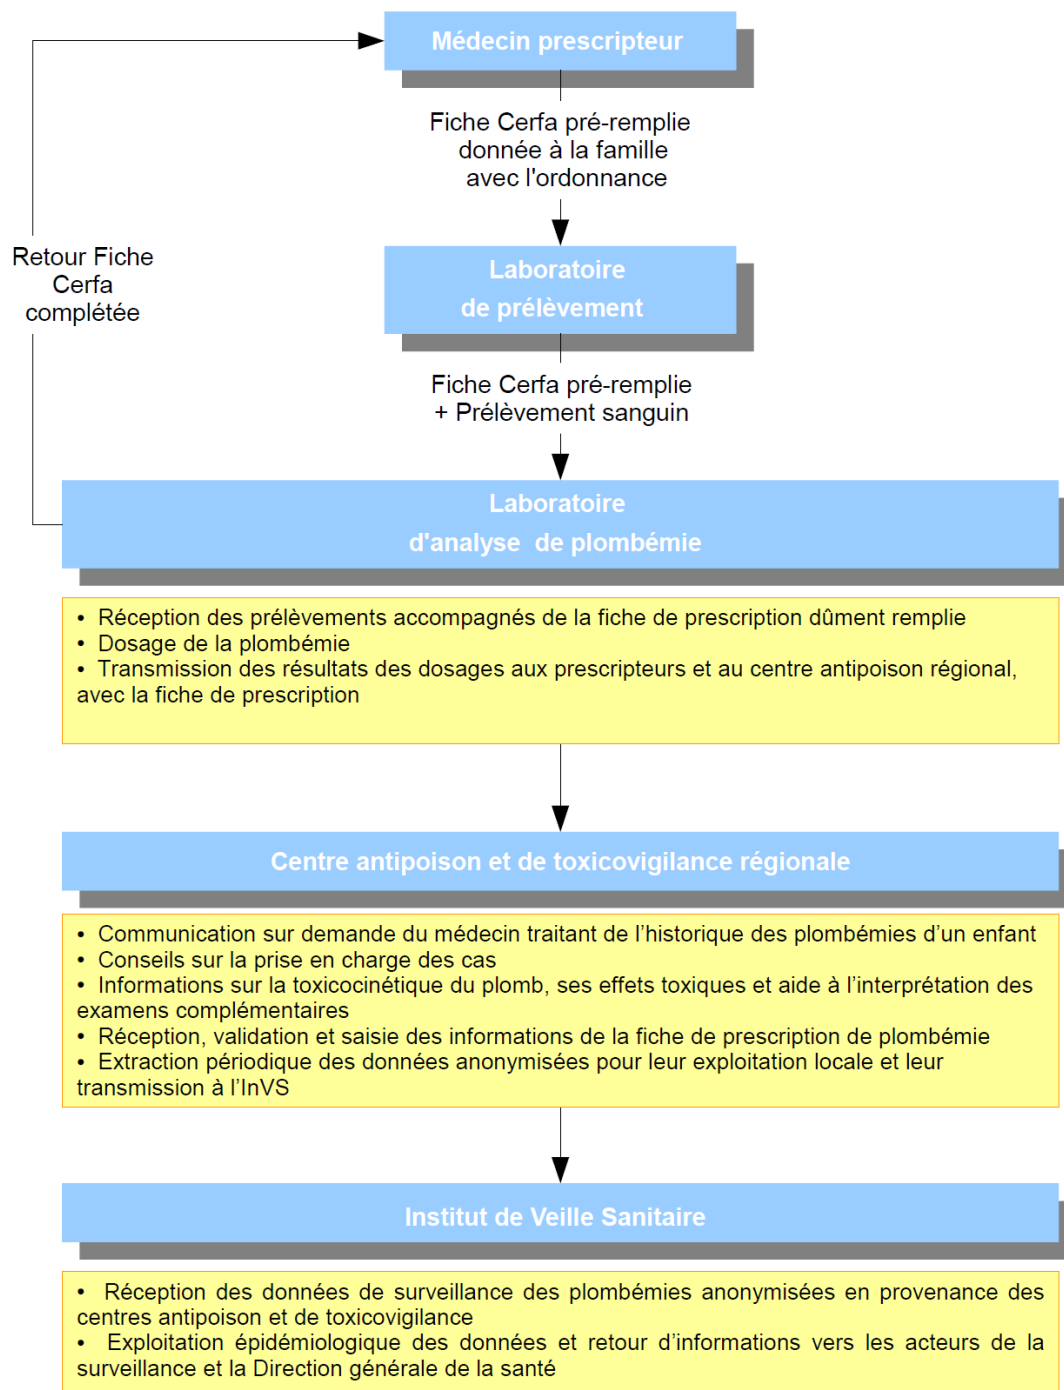 Médecin prescripteur
Fiche Cerfa pré-remplie
donnée à la famille
avec l'ordonnance
Retour Fiche
Cerfa
complétée
Laboratoire
de prélèvement
Fiche Cerfa pré-remplie
+ Prélèvement sanguin
Laboratoire
d'analyse de plombémie
• Réception des prélèvements accompagnés de la fiche de prescription dûment remplie
• Dosage de la plombémie
• Transmission des résultats des dosages aux prescripteurs et au centre antipoison régional,
avec la fiche de prescription
Centre antipoison et de toxicovigilance régionale
• Communication sur demande du médecin traitant de l’historique des plombémies d’un enfant
• Conseils sur la prise en charge des cas
• Informations sur la toxicocinétique du plomb, ses effets toxiques et aide à l’interprétation des
examens complémentaires
• Réception, validation et saisie des informations de la fiche de prescription de plombémie
• Extraction périodique des données anonymisées pour leur exploitation locale et leur
transmission à l’InVS
Institut de Veille Sanitaire
• Réception des données de surveillance des plombémies anonymisées en provenance des
centres antipoison et de toxicovigilance
• Exploitation épidémiologique des données et retour d’informations vers les acteurs de la
surveillance et la Direction générale de la santé